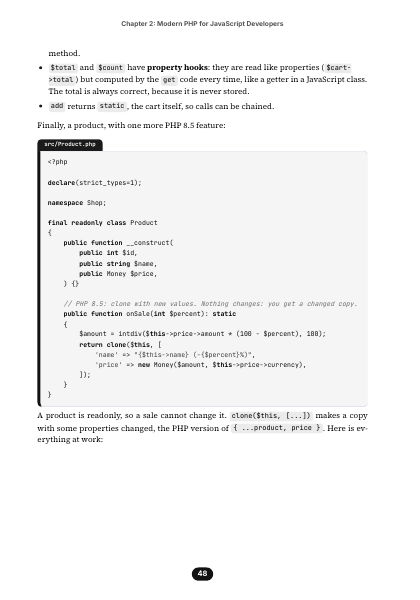 Chapter 2: Modern PHP for JavaScript Developers
method.
• $total and $count have property hooks: they are read like properties ( $cart-
>total ) but computed by the get code every time, like a getter in a JavaScript class.
The total is always correct, because it is never stored.
• add returns static, the cart itself, so calls can be chained.
Finally, a product, with one more PHP 8.5 feature:
src/Product.php
<?php
declare(strict_types=1);
namespace Shop;
final readonly class Product
{
    public function __construct(
        public int $id,
        public string $name,
        public Money $price,
    ) {}
    // PHP 8.5: clone with new values. Nothing changes: you get a changed copy.
    public function onSale(int $percent): static
    {
        $amount = intdiv($this->price->amount * (100 - $percent), 100);
        return clone($this, [
            'name' => "{$this->name} (-{$percent}%)",
            'price' => new Money($amount, $this->price->currency),
        ]);
    }
}
A product is readonly, so a sale cannot change it. clone($this, [...]) makes a copy
with some properties changed, the PHP version of { ...product, price }. Here is ev-
erything at work:
48